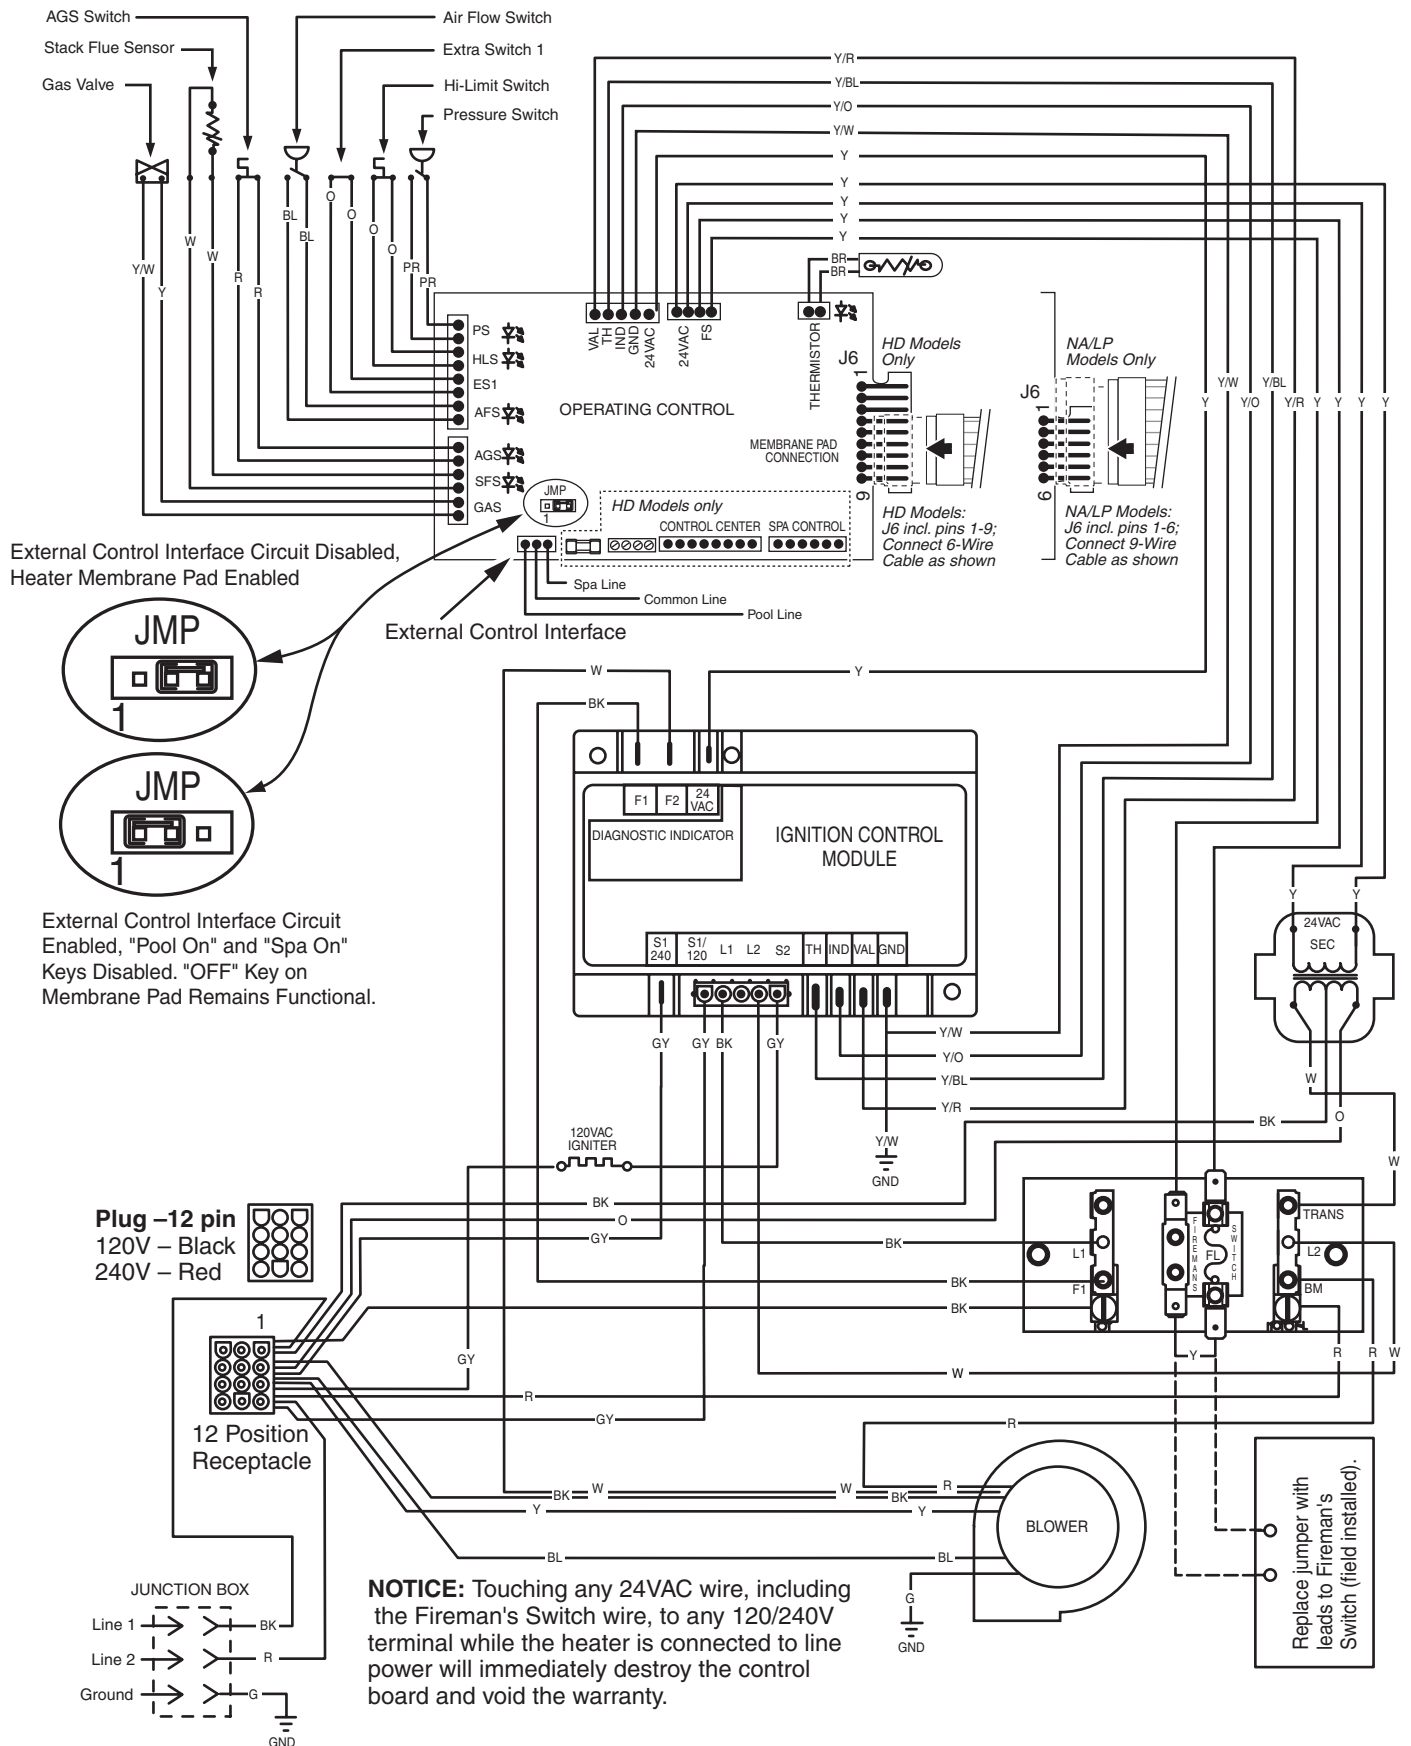 AGS Switch
Stack Flue Sensor
Gas Valve
Air Flow Switch
Extra Switch 1
Hi-Limit Switch
Pressure Switch
Y/R
Y/BL
Y/O
Y/W
Y
Y
Y
Y
Y
BL
BL
O
O
O
O
PR
PR
W
W
R
R
Y/W
Y
BR
BR
PS
HLS
ES1
AFS
AGS
SFS
GAS
VAL
TH
IND
GND
24VAC
24VAC
FS
THERMISTOR
OPERATING CONTROL
MEMBRANE PAD
CONNECTION
J6
1
9
HD Models
Only
HD Models:
J6 incl. pins 1-9;
Connect 6-Wire
Cable as shown
NA/LP
Models Only
J6
1
6
NA/LP Models:
J6 incl. pins 1-6;
Connect 9-Wire
Cable as shown
Y
Y/W
Y/O
Y/BL
Y/R
Y
Y
Y
Y
JMP
1
HD Models only
CONTROL CENTER
SPA CONTROL
Spa Line
Common Line
Pool Line
External Control Interface
External Control Interface Circuit Disabled,
Heater Membrane Pad Enabled
JMP
1
JMP
1
External Control Interface Circuit
Enabled, "Pool On" and "Spa On"
Keys Disabled. "OFF" Key on
Membrane Pad Remains Functional.
W
BK
Y
F1
F2
24
VAC
DIAGNOSTIC INDICATOR
IGNITION CONTROL
MODULE
S1
240
S1/
120
L1
L2
S2
TH
IND
VAL
GND
GY
GY
BK
GY
Y/W
Y/O
Y/BL
Y/R
Y/W
GND
Y
Y
24VAC
SEC
W
O
BK
W
120VAC
IGNITER
BK
O
GY
BK
BK
BK
L1
F1
FIREMANS
FL
SWITCH
TRANS
L2
BM
Y
R
R
W
Plug –12 pin
120V – Black
240V – Red
1
12 Position
Receptacle
GY
R
W
GY
R
W
BK
Y
BL
W
R
BK
Y
BL
BLOWER
G
GND
Replace jumper with
leads to Fireman's
Switch (field installed).
JUNCTION BOX
Line 1
Line 2
Ground
BK
R
G
GND
NOTICE: Touching any 24VAC wire, including
the Fireman's Switch wire, to any 120/240V
terminal while the heater is connected to line
power will immediately destroy the control
board and void the warranty.